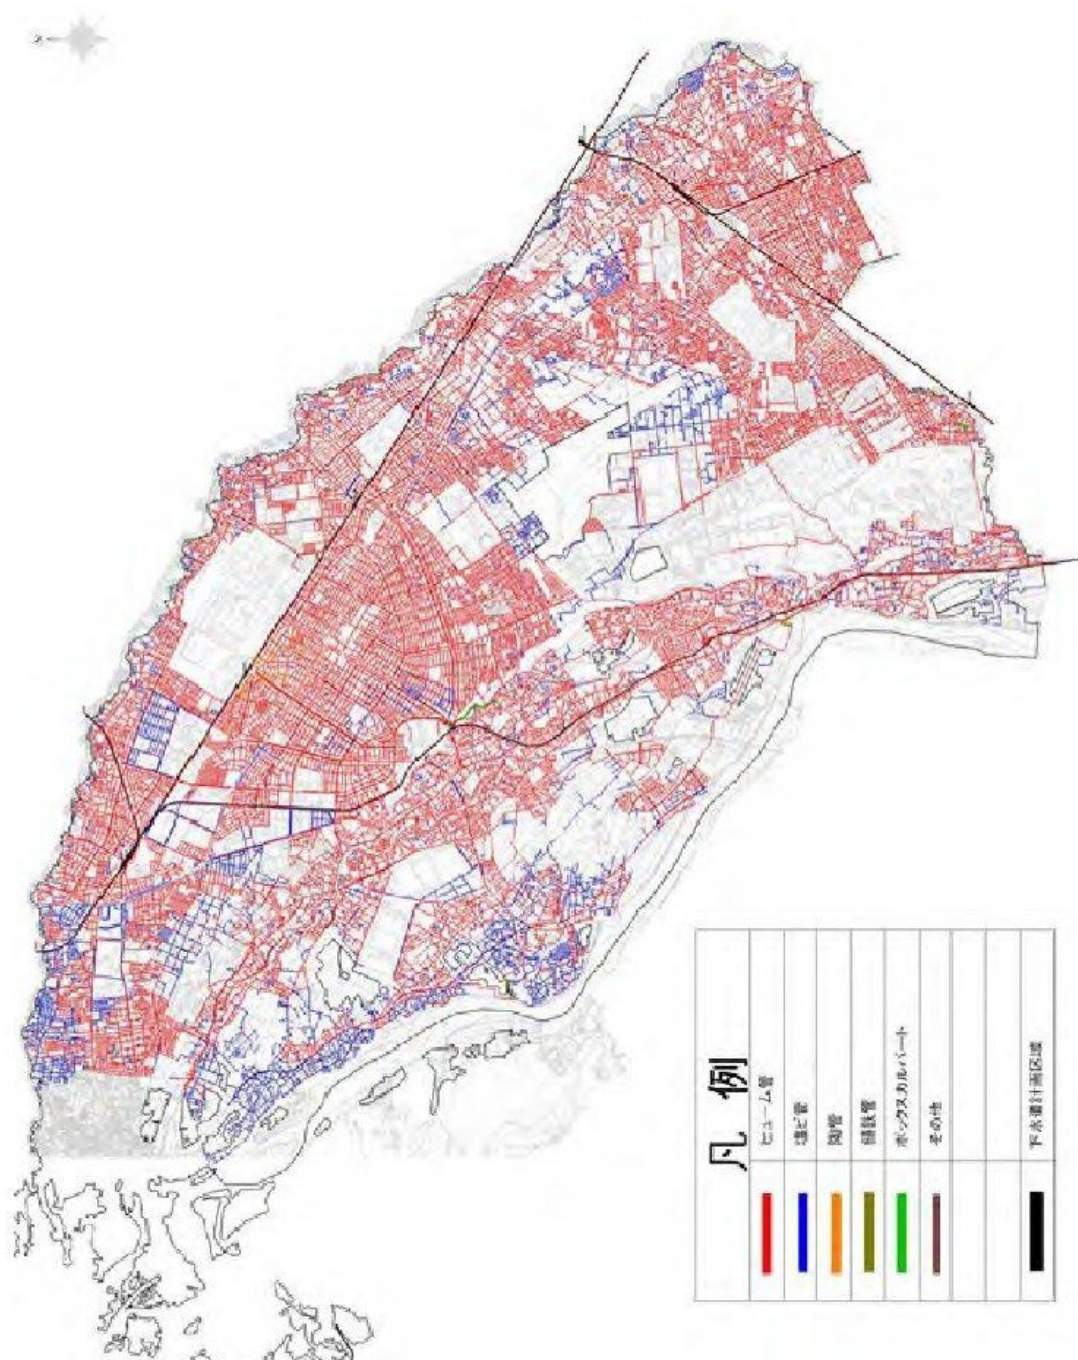 凡 例
ヒューム管
塩ビ管
陶管
鋳鉄管
ボックスカルバート
その他
下水道計画区域